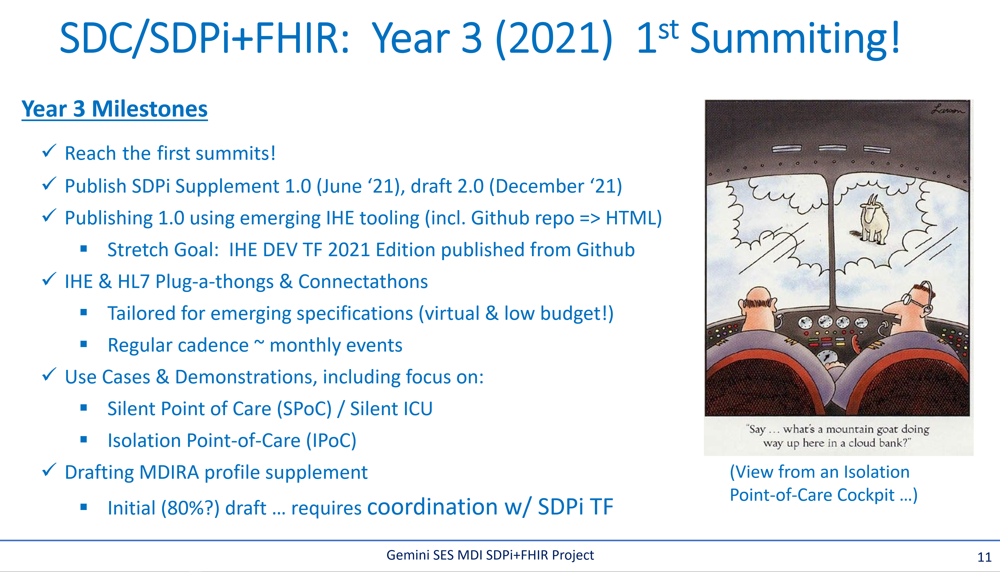 SDC/SDPi+FHIR: Year 3 (2021) 1st Summiting!
Year 3 Milestones
✓ Reach the first summits!
✓ Publish SDPi Supplement 1.0 (June ‘21), draft 2.0 (December ‘21)
✓ Publishing 1.0 using emerging IHE tooling (incl. Github repo => HTML)
▪ Stretch Goal: IHE DEV TF 2021 Edition published from Github
✓ IHE & HL7 Plug-a-thongs & Connectathons
▪ Tailored for emerging specifications (virtual & low budget!)
▪ Regular cadence ~ monthly events
✓ Use Cases & Demonstrations, including focus on:
▪ Silent Point of Care (SPoC) / Silent ICU
▪ Isolation Point-of-Care (IPoC)
✓ Drafting MDIRA profile supplement
▪ Initial (80%?) draft … requires coordination w/ SDPi TF
Larson
“Say … what’s a mountain goat doing
way up here in a cloud bank?”
(View from an Isolation
Point-of-Care Cockpit …)
Gemini SES MDI SDPi+FHIR Project
11